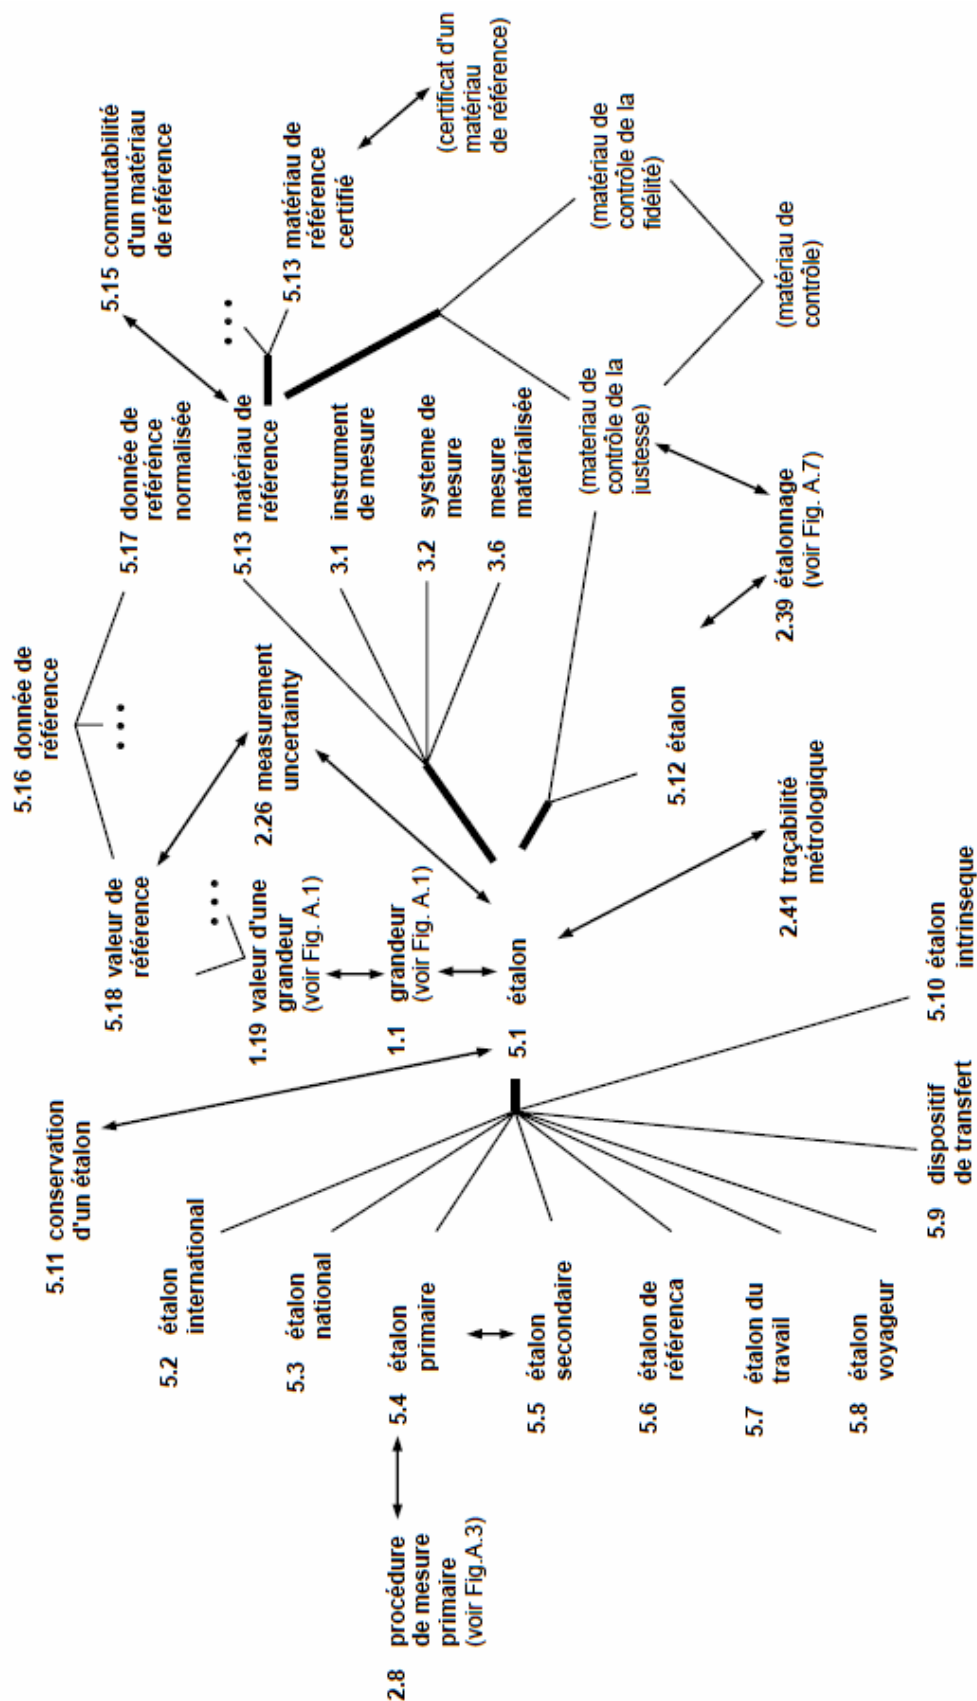 5.16 donnée de
référence
5.11 conservation
d'un étalon
5.18 valeur de
référence
5.17 donnée de
reférénce
normalisée
5.15 commutabilité
d'un matériau
de référence
• • •
5.2 étalon
international
1.19 valeur d'une
grandeur
(voir Fig. A.1)
• • •
2.26 measurement
uncertainty
5.13 matériau de
référence
• • •
5.13 matériau de
référence
certifié
(certificat d'un
matériau
de référence)
5.3 étalon
national
3.1 instrument
de mesure
2.8 procédure
de mesure
primaire
(voir Fig.A.3)
5.4 étalon
primaire
1.1 grandeur
(voir Fig. A.1)
3.2 systeme de
mesure
5.5 étalon
secondaire
5.1 étalon
3.6 mesure
matérialisée
(materiau de
contrôle de la
justesse)
(matériau de
contrôle de la
fidélité)
5.6 étalon de
référenca
5.12 étalon
5.7 étalon du
travail
2.41 traçabilité
métrologique
2.39 étalonnage
(voir Fig. A.7)
(matériau de
contrôle)
5.8 étalon
voyageur
5.9 dispositif
de transfert
5.10 étalon
intrinseque